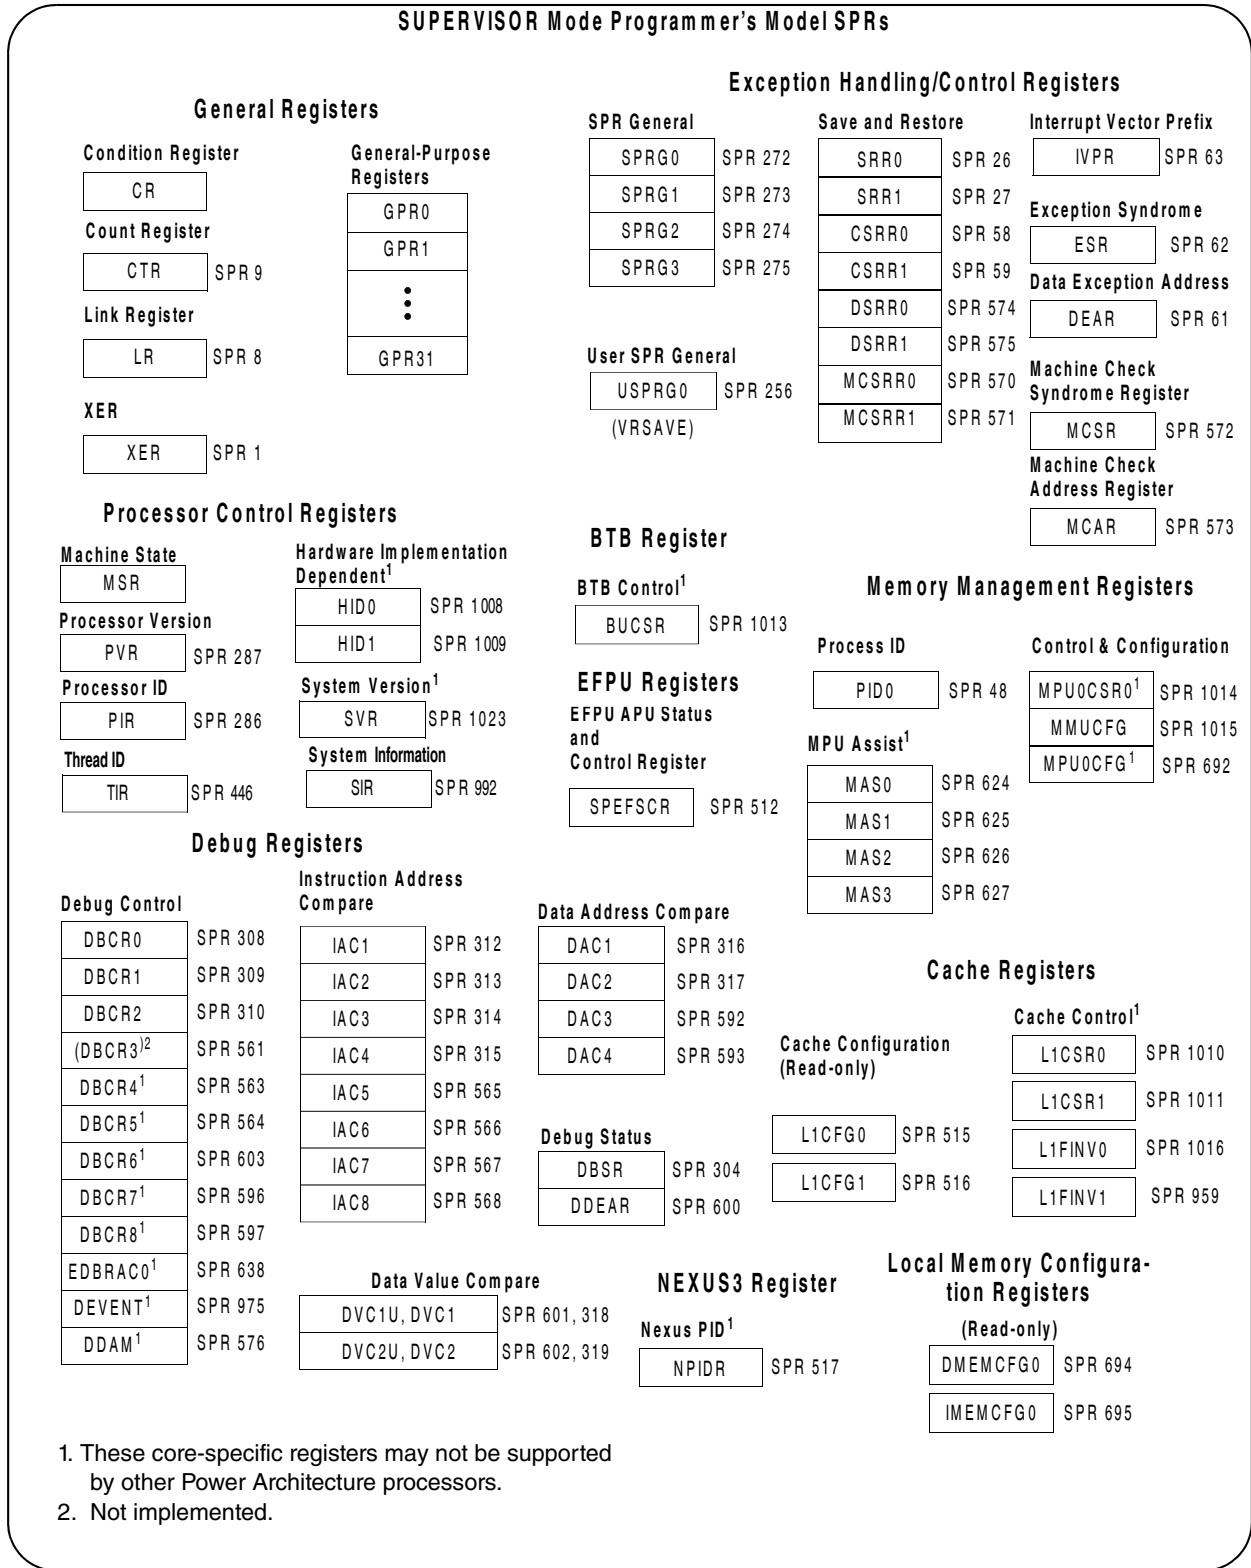 SUPERVISOR Mode Programmer's Model SPRs
General Registers
Condition Register
CR
Count Register
CTR SPR 9
Link Register
LR SPR 8
XER
XER SPR 1
General-Purpose
Registers
GPR0
GPR1
GPR31
Exception Handling/Control Registers
SPR General
SPRG0 SPR 272
SPRG1 SPR 273
SPRG2 SPR 274
SPRG3 SPR 275
User SPR General
USPRG0 SPR 256
(VRSAVE)
Save and Restore
SRR0 SPR 26
SRR1 SPR 27
CSRR0 SPR 58
CSRR1 SPR 59
DSRR0 SPR 574
DSRR1 SPR 575
MCSRR0 SPR 570
MCSRR1 SPR 571
Interrupt Vector Prefix
IVPR SPR 63
Exception Syndrome
ESR SPR 62
Data Exception Address
DEAR SPR 61
Machine Check
Syndrome Register
MCSR SPR 572
Machine Check
Address Register
MCAR SPR 573
Processor Control Registers
Machine State
MSR
Processor Version
PVR SPR 287
Processor ID
PIR SPR 286
Thread ID
TIR SPR 446
Hardware Implementation
Dependent1
HID0 SPR 1008
HID1 SPR 1009
System Version1
SVR SPR 1023
System Information
SIR SPR 992
BTB Register
BTB Control1
BUCSR SPR 1013
EFPU Registers
EFPU APU Status
and
Control Register
SPEFSCR SPR 512
Memory Management Registers
Process ID
PID0 SPR 48
MPU Assist1
MAS0 SPR 624
MAS1 SPR 625
MAS2 SPR 626
MAS3 SPR 627
Control & Configuration
MPU0CSR01 SPR 1014
MMUCFG SPR 1015
MPU0CFG1 SPR 692
Debug Registers
Debug Control
DBCR0 SPR 308
DBCR1 SPR 309
DBCR2 SPR 310
(DBCR3)2 SPR 561
DBCR41 SPR 563
DBCR51 SPR 564
DBCR61 SPR 603
DBCR71 SPR 596
DBCR81 SPR 597
EDBRAC01 SPR 638
DEVENT1 SPR 975
DDAM1 SPR 576
Instruction Address
Compare
IAC1 SPR 312
IAC2 SPR 313
IAC3 SPR 314
IAC4 SPR 315
IAC5 SPR 565
IAC6 SPR 566
IAC7 SPR 567
IAC8 SPR 568
Data Address Compare
DAC1 SPR 316
DAC2 SPR 317
DAC3 SPR 592
DAC4 SPR 593
Debug Status
DBSR SPR 304
DDEAR SPR 600
Data Value Compare
DVC1U, DVC1 SPR 601, 318
DVC2U, DVC2 SPR 602, 319
Cache Registers
Cache Configuration
(Read-only)
L1CFG0 SPR 515
L1CFG1 SPR 516
Cache Control1
L1CSR0 SPR 1010
L1CSR1 SPR 1011
L1FINV0 SPR 1016
L1FINV1 SPR 959
NEXUS3 Register
Nexus PID1
NPIDR SPR 517
Local Memory Configura-
tion Registers
(Read-only)
DMEMCFG0 SPR 694
IMEMCFG0 SPR 695
1. These core-specific registers may not be supported
by other Power Architecture processors.
2. Not implemented.